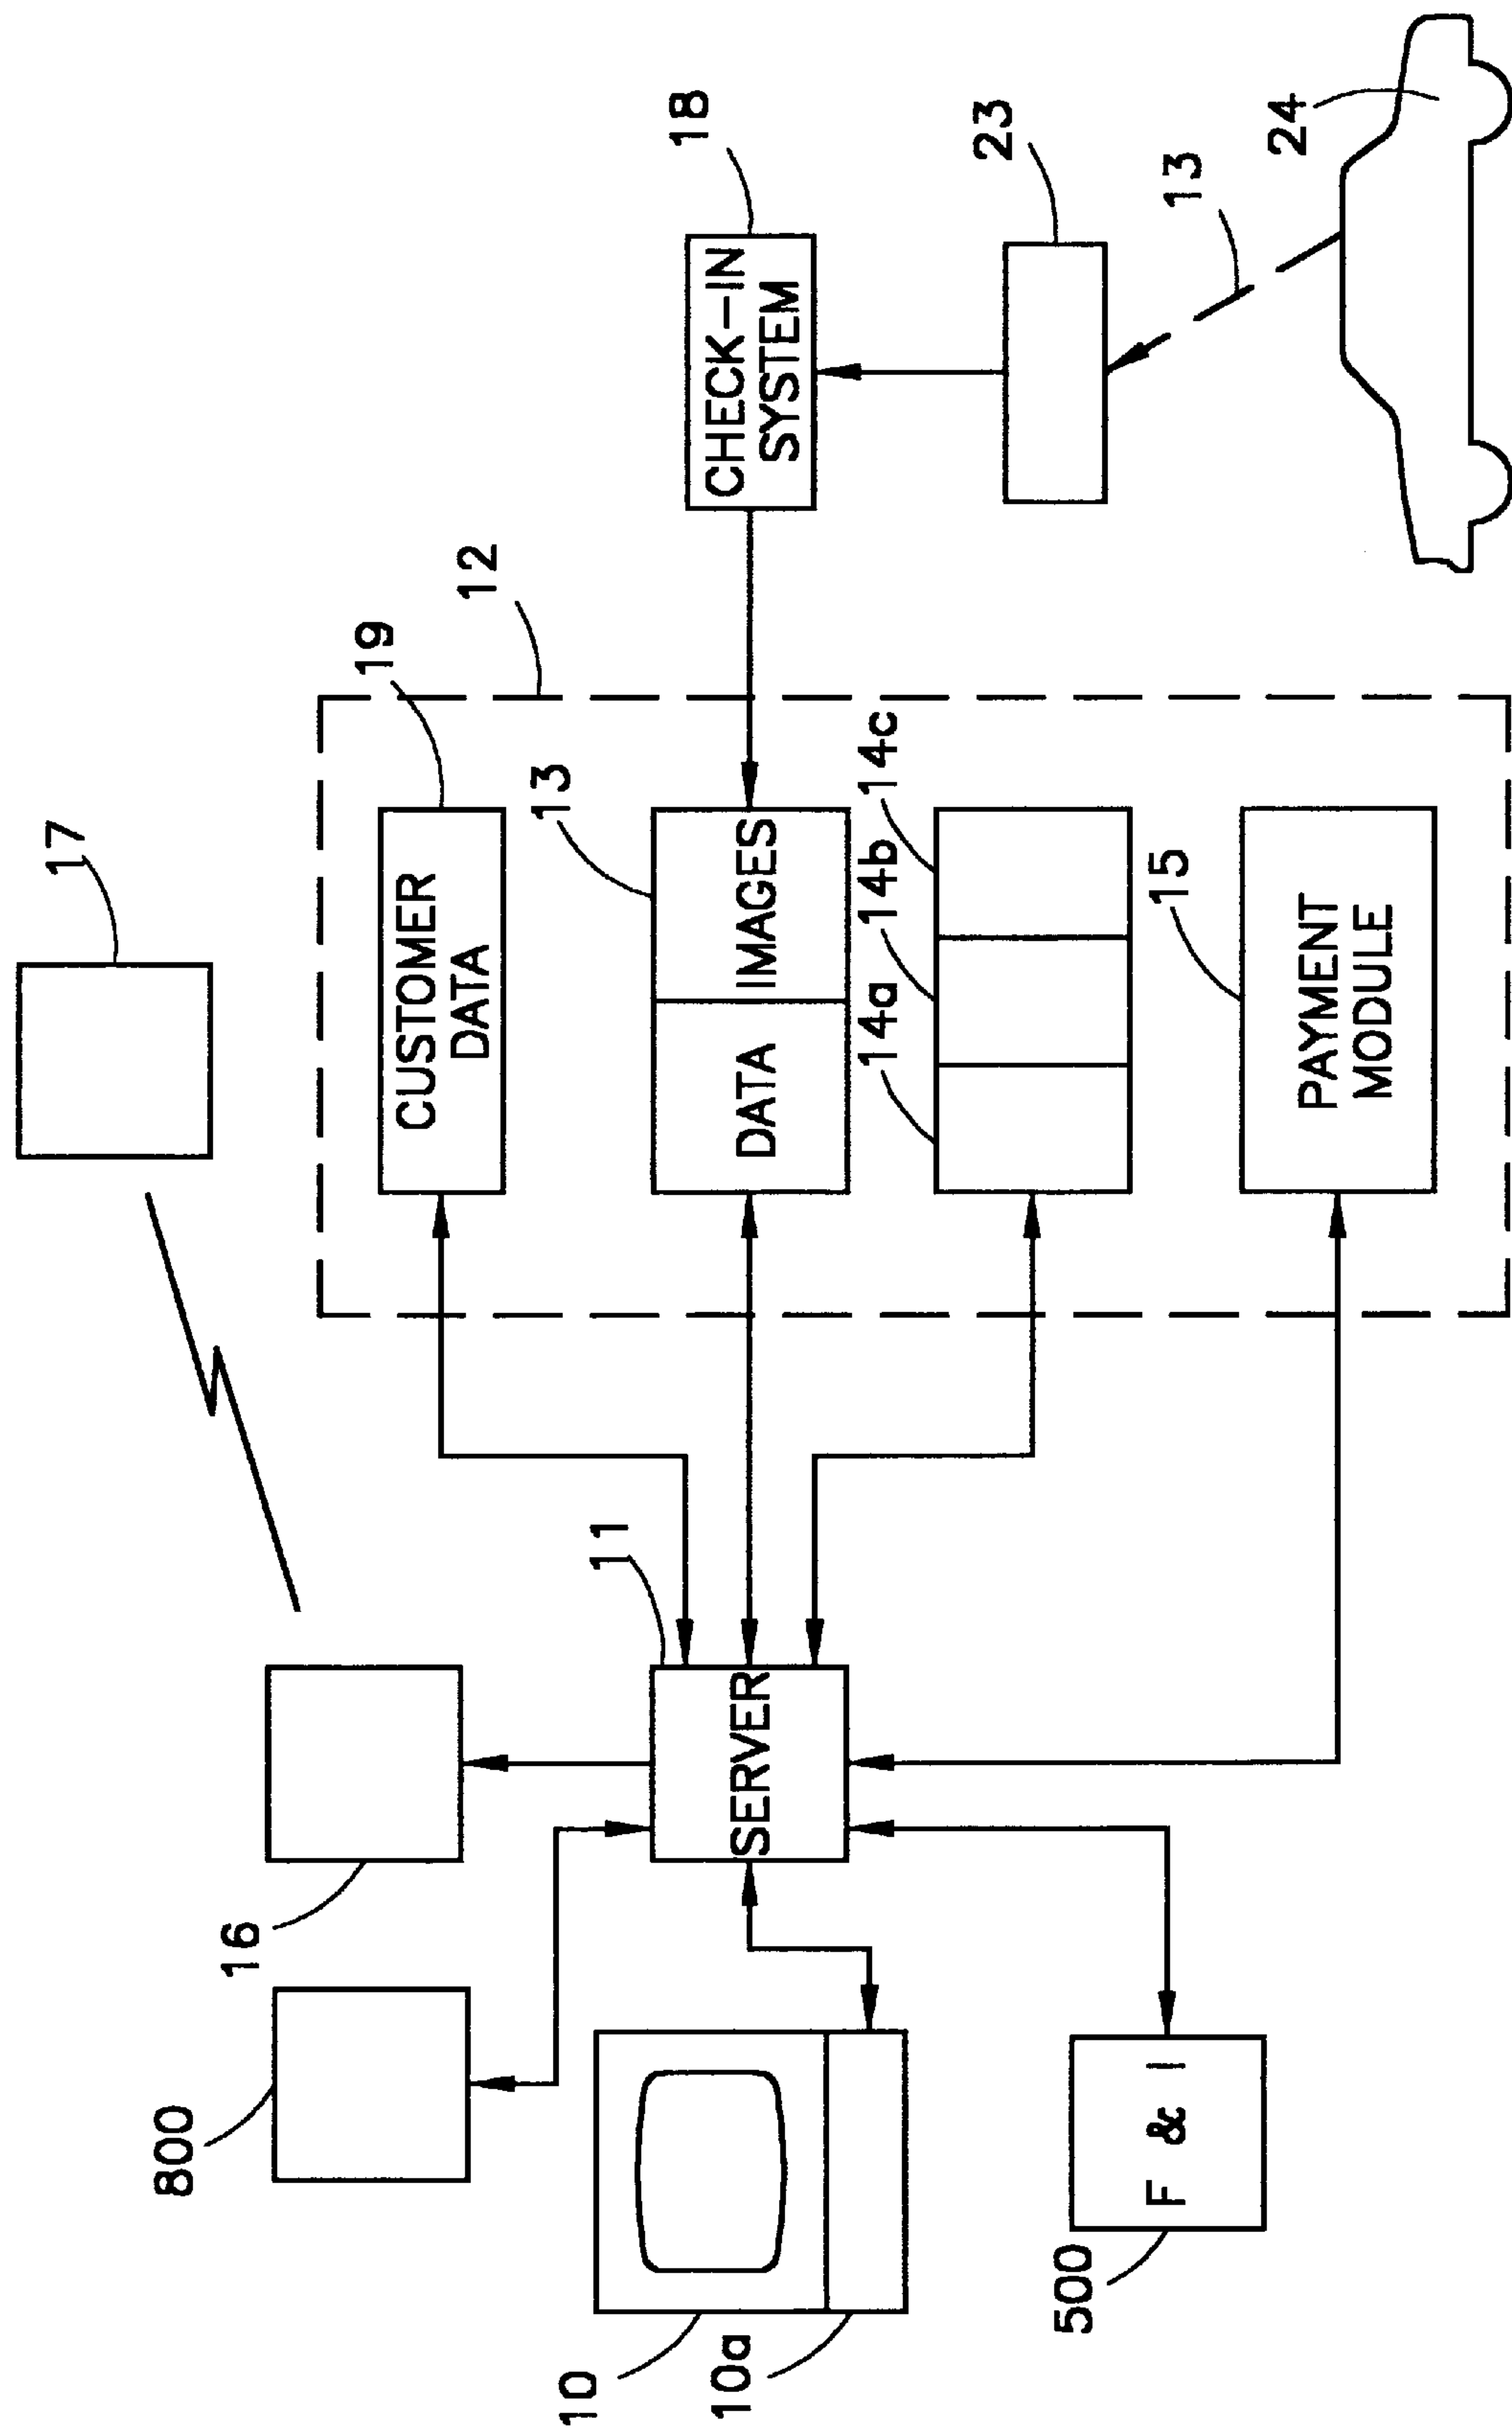 17
19
12
CUSTOMER
DATA
13
DATA
IMAGES
14a
14b
14c
15
PAYMENT
MODULE
18
CHECK-IN
SYSTEM
23
13
24
16
800
11
SERVER
10
10a
500
F & I